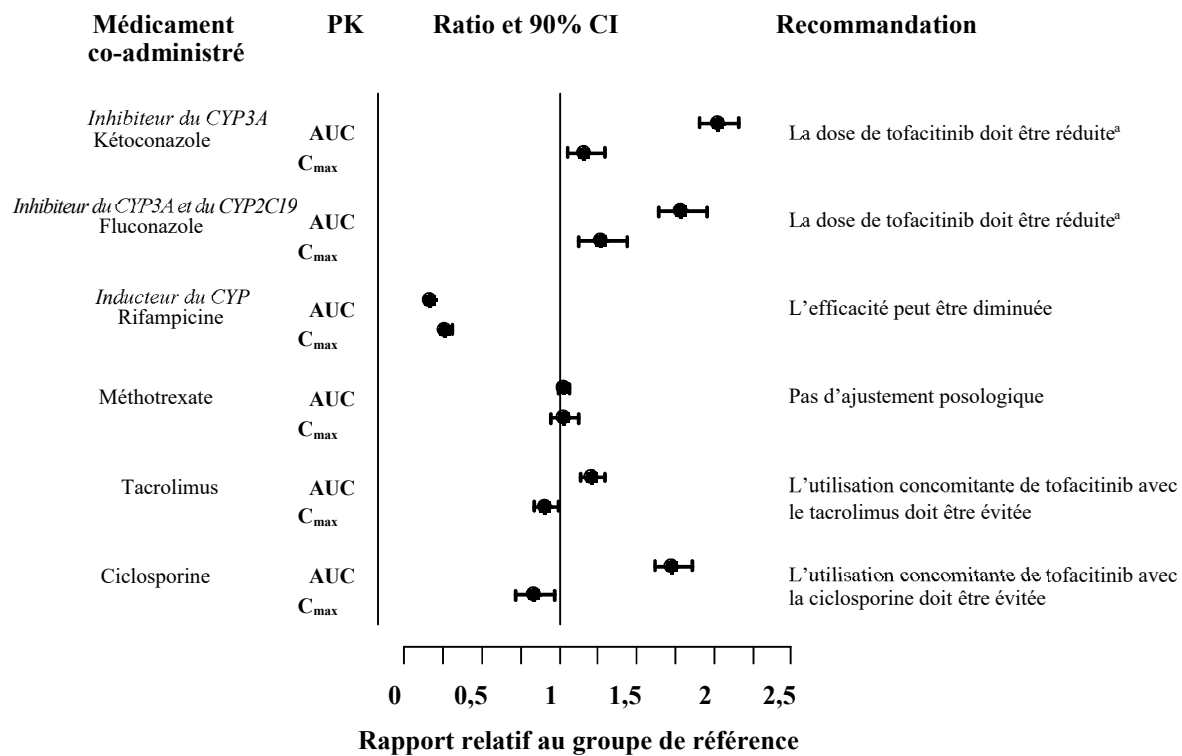 Médicament co-administré PK Ratio et 90% CI Recommandation
Inhibiteur du CYP3A
Kétoconazole AUC La dose de tofacitinib doit être réduiteᵃ
Cmax
Inhibiteur du CYP3A et du CYP2C19
Fluconazole AUC La dose de tofacitinib doit être réduiteᵃ
Cmax
Inducteur du CYP
Rifampicine AUC L’efficacité peut être diminuée
Cmax
Méthotrexate AUC Pas d’ajustement posologique
Cmax
Tacrolimus AUC L’utilisation concomitante de tofacitinib avec
Cmax le tacrolimus doit être évitée
Ciclosporine AUC L’utilisation concomitante de tofacitinib avec
Cmax la ciclosporine doit être évitée
0 0,5 1 1,5 2 2,5
Rapport relatif au groupe de référence